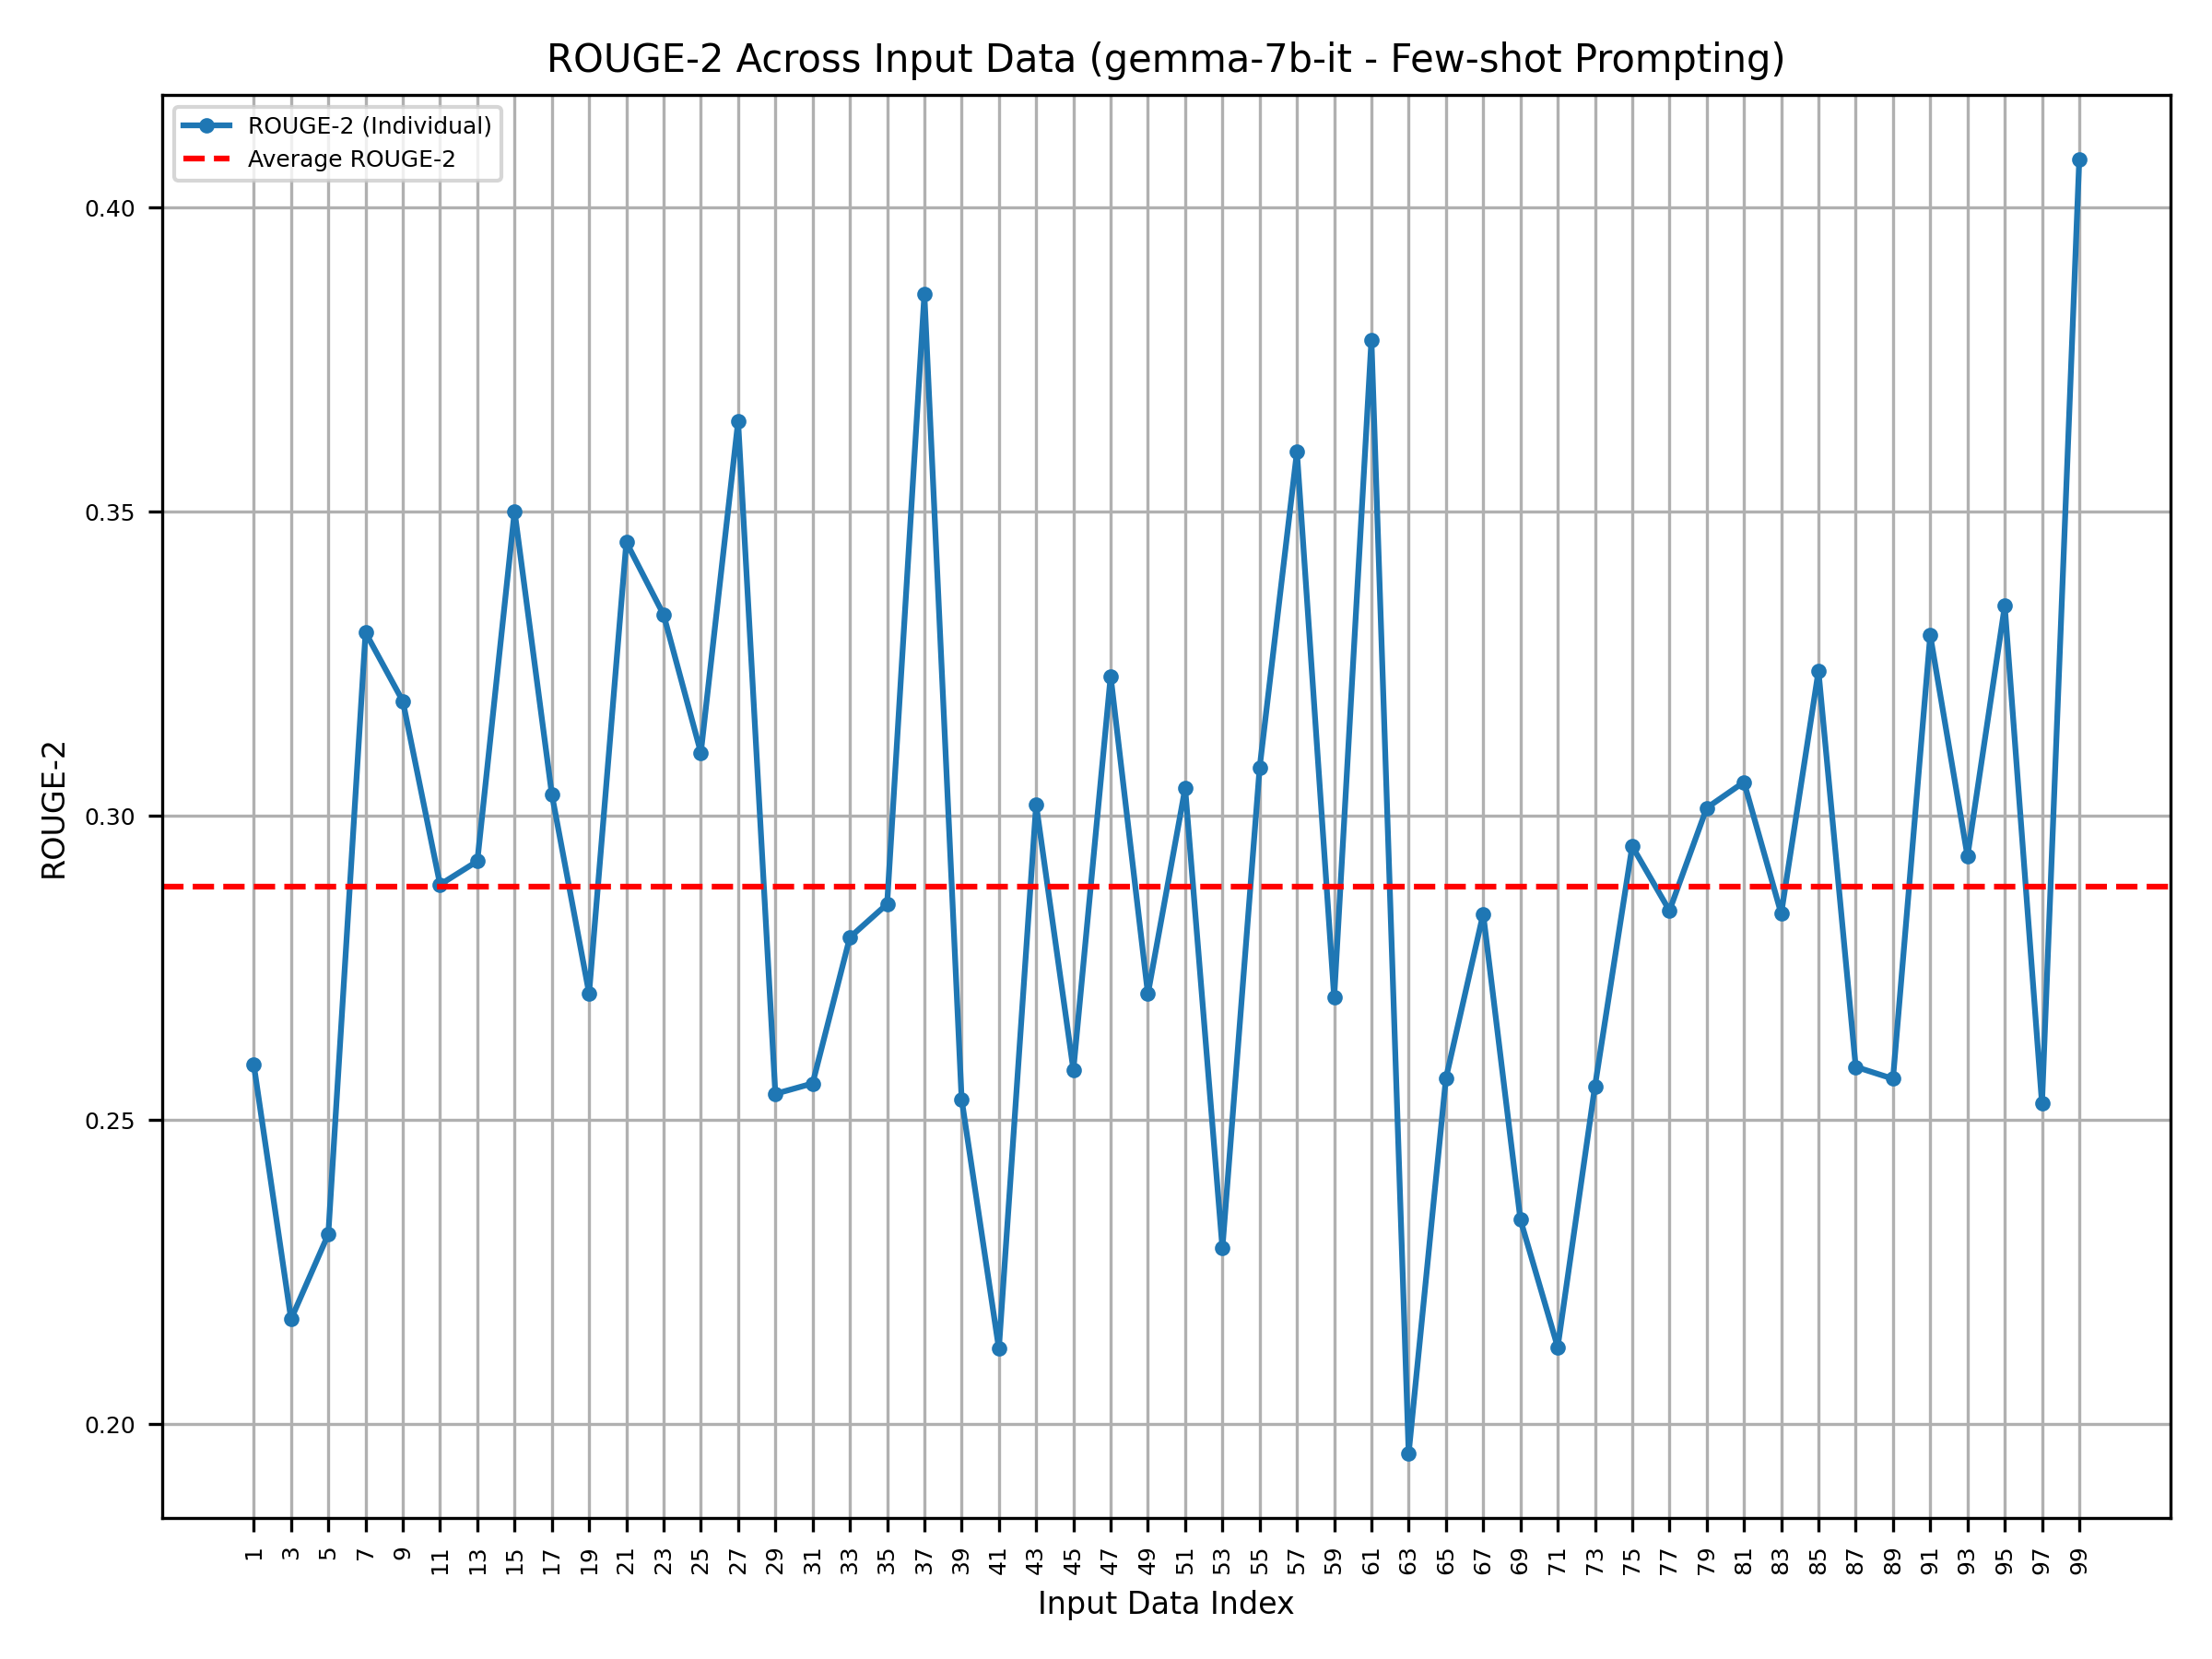 ROUGE-2 Across Input Data (gemma-7b-it - Few-shot Prompting)
ROUGE-2 (Individual)
Average ROUGE-2
0.40
0.35
0.30
0.25
0.20
ROUGE-2
1 3 5 7 9 11 13 15 17 19 21 23 25 27 29 31 33 35 37 39 41 43 45 47 49 51 53 55 57 59 61 63 65 67 69 71 73 75 77 79 81 83 85 87 89 91 93 95 97 99
Input Data Index